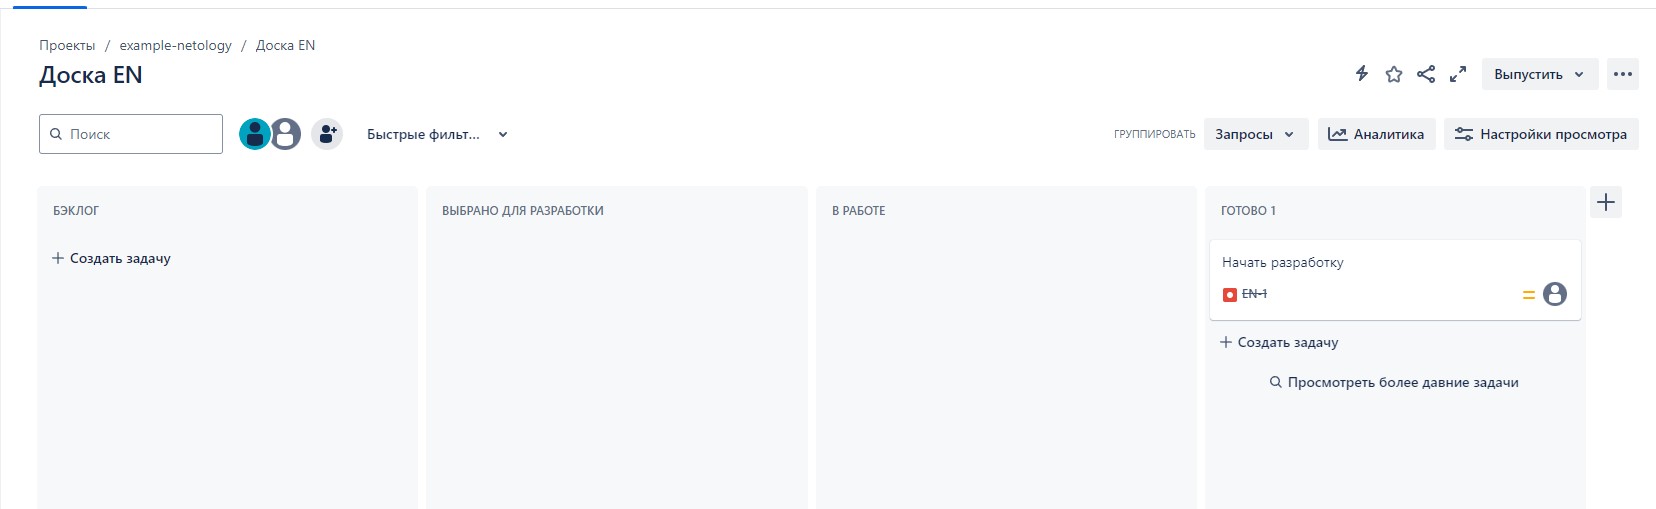 Проекты / example-netology / Доска EN
Доска EN
Выпустить
Поиск
Быстрые фильт...
ГРУППИРОВАТЬ
Запросы
Аналитика
Настройки просмотра
БЭКЛОГ
Создать задачу
ВЫБРАНО ДЛЯ РАЗРАБОТКИ
В РАБОТЕ
ГОТОВО 1
Начать разработку
EN-1
Создать задачу
Просмотреть более давние задачи